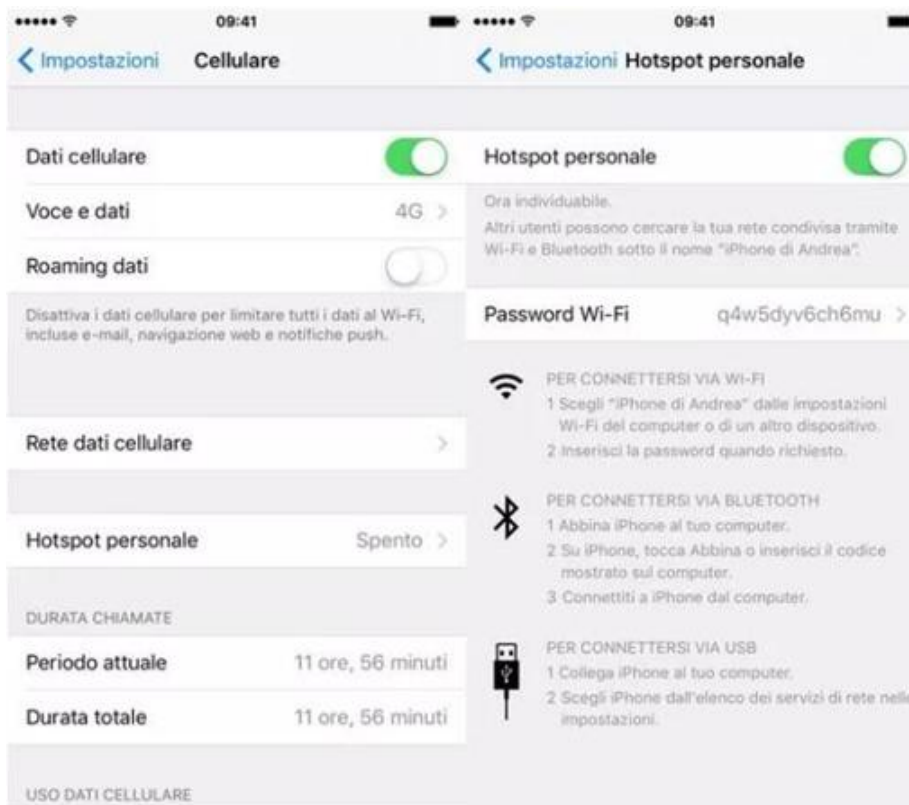 09:41
Impostazioni Cellulare
Dati cellulare
Voce e dati 4G
Roaming dati
Disattiva i dati cellulare per limitare tutti i dati al Wi-Fi,
incluse e-mail, navigazione web e notifiche push.
Rete dati cellulare
Hotspot personale Spento
DURATA CHIAMATE
Periodo attuale 11 ore, 56 minuti
Durata totale 11 ore, 56 minuti
USO DATI CELLULARE
09:41
Impostazioni Hotspot personale
Hotspot personale
Ora individuabile.
Altri utenti possono cercare la tua rete condivisa tramite
Wi-Fi e Bluetooth sotto il nome "iPhone di Andrea".
Password Wi-Fi q4w5dyv6ch6mu
PER CONNETTERSI VIA WI-FI
1 Scegli "iPhone di Andrea" dalle impostazioni
Wi-Fi del computer o di un altro dispositivo.
2 Inserisci la password quando richiesto.
PER CONNETTERSI VIA BLUETOOTH
1 Abbina iPhone al tuo computer.
2 Su iPhone, tocca Abbina o inserisci il codice
mostrato sul computer.
3 Connettiti a iPhone dal computer.
PER CONNETTERSI VIA USB
1 Collega iPhone al tuo computer.
2 Scegli iPhone dall'elenco dei servizi di rete nelle
impostazioni.